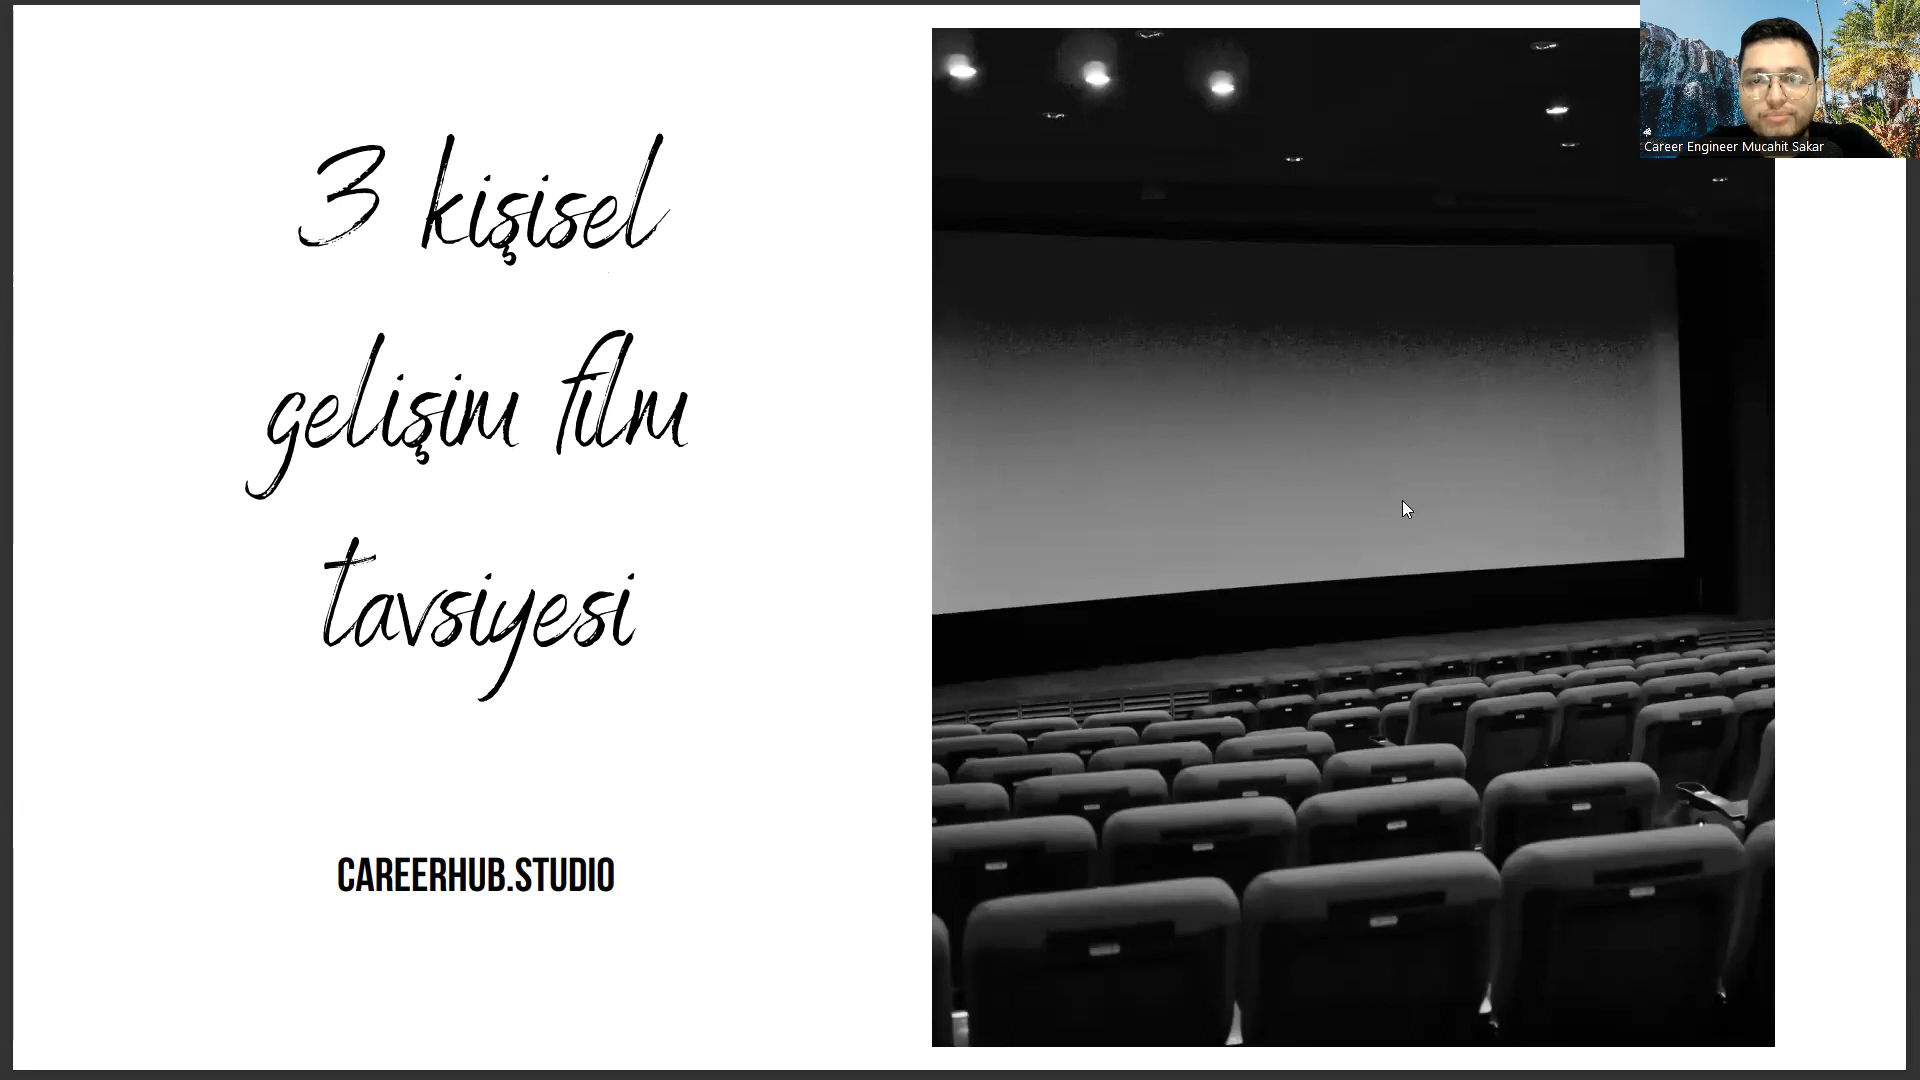 3 kişisel
gelişim film
tavsiyesi
CAREERHUB.STUDIO
Career Engineer Mucahit Sakar